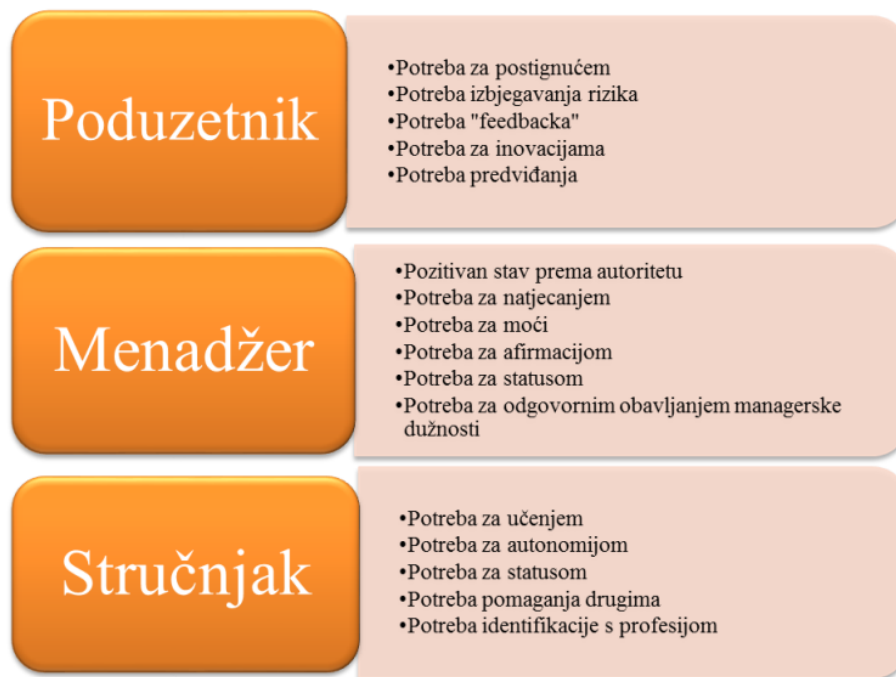 Poduzetnik
•Potreba za postignućem
•Potreba izbjegavanja rizika
•Potreba "feedbacka"
•Potreba za inovacijama
•Potreba predviđanja
Menadžer
•Pozitivan stav prema autoritetu
•Potreba za natjecanjem
•Potreba za moći
•Potreba za afirmacijom
•Potreba za statusom
•Potreba za odgovornim obavljanjem managerske
dužnosti
Stručnjak
•Potreba za učenjem
•Potreba za autonomijom
•Potreba za statusom
•Potreba pomaganja drugima
•Potreba identifikacije s profesijom